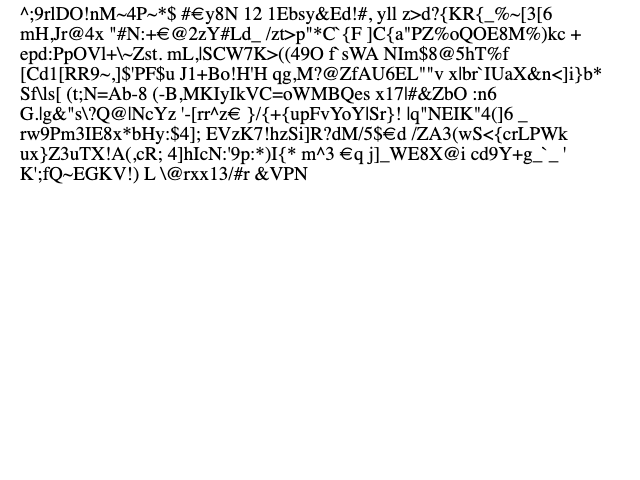 ^;9rlDO!nM~4P~*$ #€y8N 12 1Ebsy&Ed!#, yll z>d?{KR{_%~[3[6
mH,Jr@4x "#N:+€@2zY#Ld_ /zt>p"*C`{F ]C{a"PZ%oQOE8M%)kc +
epd:PpOVl+\~Zst. mL,|SCW7K>((49O f`sWA NIm$8@5hT%f
[Cd1[RR9~,]$'PF$u J1+Bo!H'H qg,M?@ZfAU6EL""v x|br`IUaX&n<]i}b*
Sf\ls[ (t;N=Ab-8 (-B,MKIyIkVC=oWMBQes x17|#&ZbO :n6
G.|g&"s\?Q@|NcYz '-[rr^z€ }/{+{upFvYoY|Sr}! |q"NEIK"4(]6 _
rw9Pm3IE8x*bHy:$4]; EVzK7!hzSi]R?dM/5$€d /ZA3(wS<{crLPWk
ux}Z3uTX!A(,cR; 4]hIcN:'9p:*)I{* m^3 €q j]_WE8X@i cd9Y+g_`_ '
K';fQ~EGKV!) L \@rxx13/#r &VPN